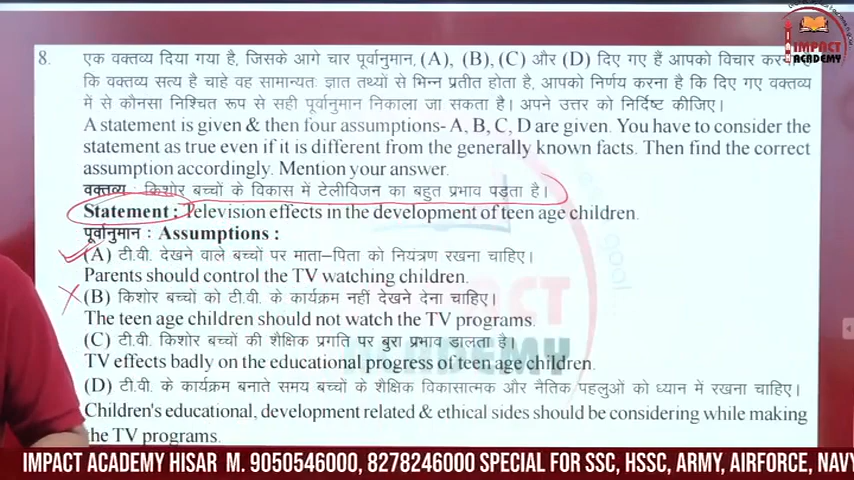 IMPACT
ACADEMY
8. एक वक्तव्य दिया गया है, जिसके आगे चार पूर्वानुमान, (A), (B), (C) और (D) दिए गए हैं आपको विचार करना
कि वक्तव्य सत्य है चाहे वह सामान्यतः ज्ञात तथ्यों से भिन्न प्रतीत होता है, आपको निर्णय करना है कि दिए गए वक्तव्य
में से कौनसा निश्चित रूप से सही पूर्वानुमान निकाला जा सकता है। अपने उत्तर को निर्दिष्ट कीजिए।
A statement is given & then four assumptions- A, B, C, D are given. You have to consider the
statement as true even if it is different from the generally known facts. Then find the correct
assumption accordingly. Mention your answer.
वक्तव्य : किशोर बच्चों के विकास में टेलीविजन का बहुत प्रभाव पड़ता है।
Statement : Television effects in the development of teen age children.
पूर्वानुमान : Assumptions :
(A) टी.वी. देखने वाले बच्चों पर माता-पिता को नियंत्रण रखना चाहिए।
Parents should control the TV watching children.
(B) किशोर बच्चों को टी.वी. के कार्यक्रम नहीं देखने देना चाहिए।
The teen age children should not watch the TV programs.
(C) टी.वी. किशोर बच्चों की शैक्षिक प्रगति पर बुरा प्रभाव डालता है।
TV effects badly on the educational progress of teen age children.
(D) टी.वी. के कार्यक्रम बनाते समय बच्चों के शैक्षिक विकासात्मक और नैतिक पहलुओं को ध्यान में रखना चाहिए।
Children's educational, development related & ethical sides should be considering while making
the TV programs.
IMPACT
ACADEMY
goal
IMPACT ACADEMY HISAR M. 9050546000, 8278246000 SPECIAL FOR SSC, HSSC, ARMY, AIRFORCE, NAVY